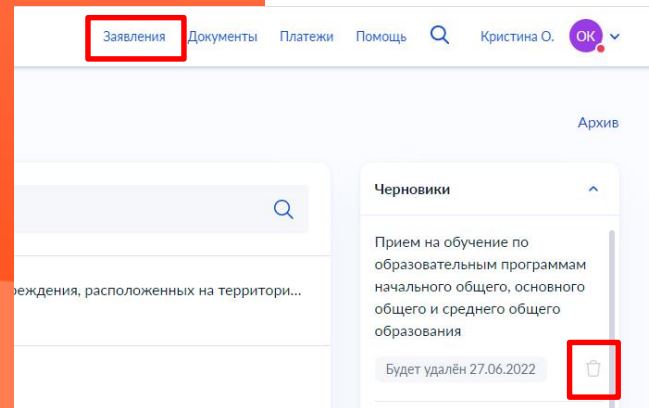 Заявления Документы Платежи Помощь Кристина О. ОК
Архив
Черновики
Прием на обучение по
образовательным программам
начального общего, основного
общего и среднего общего
образования
Будет удалён 27.06.2022
реждения, расположенных на территори...